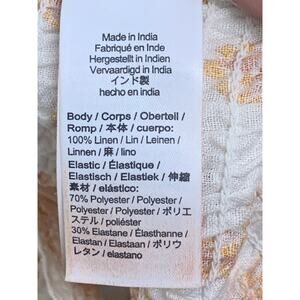 Made in India
Fabriqué en Inde
Hergestellt in Indien
Vervaardigd in India
インド製
hecho en india
Body / Corps / Oberteil /
Romp / 本体 / cuerpo:
100% Linen / Lin / Leinen /
Linnen / 麻 / lino
Elastic / Élastique /
Elastisch / Elastiek / 伸縮
素材 / elástico:
70% Polyester / Polyester /
Polyester / Polyester / ポリエ
ステル / poliéster
30% Elastane / Élasthanne /
Elastan / Elastaan / ポリウ
レタン / elastano